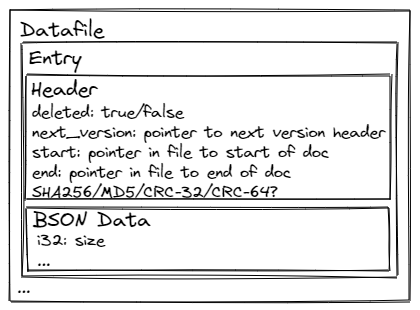 Datafile
Entry
Header
deleted: true/false
next_version: pointer to next version header
start: pointer in file to start of doc
end: pointer in file to end of doc
SHA256/MD5/CRC-32/CRC-64?
BSON Data
i32: size
...
...